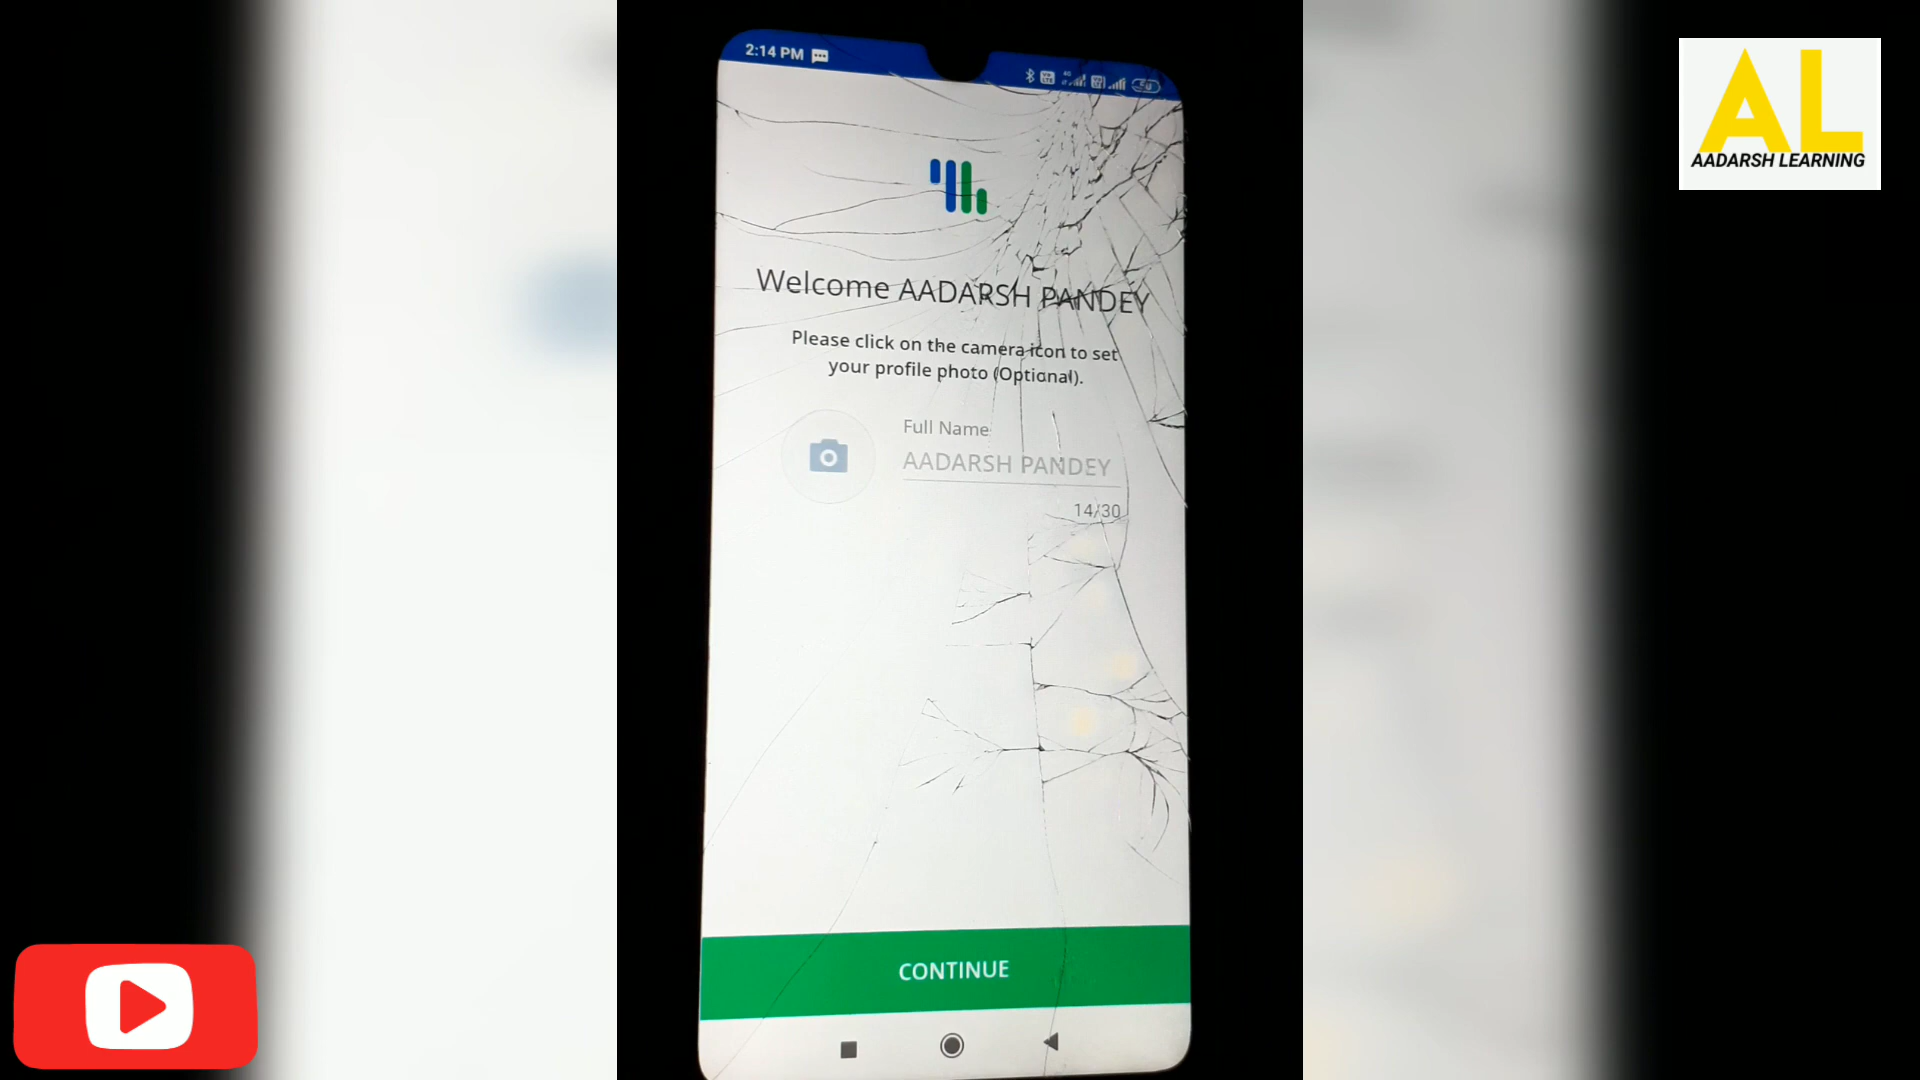 2:14 PM
AL
AADARSH LEARNING
Welcome AADARSH PANDEY
Please click on the camera icon to set
your profile photo (Optional).
Full Name
AADARSH PANDEY
14/30
CONTINUE